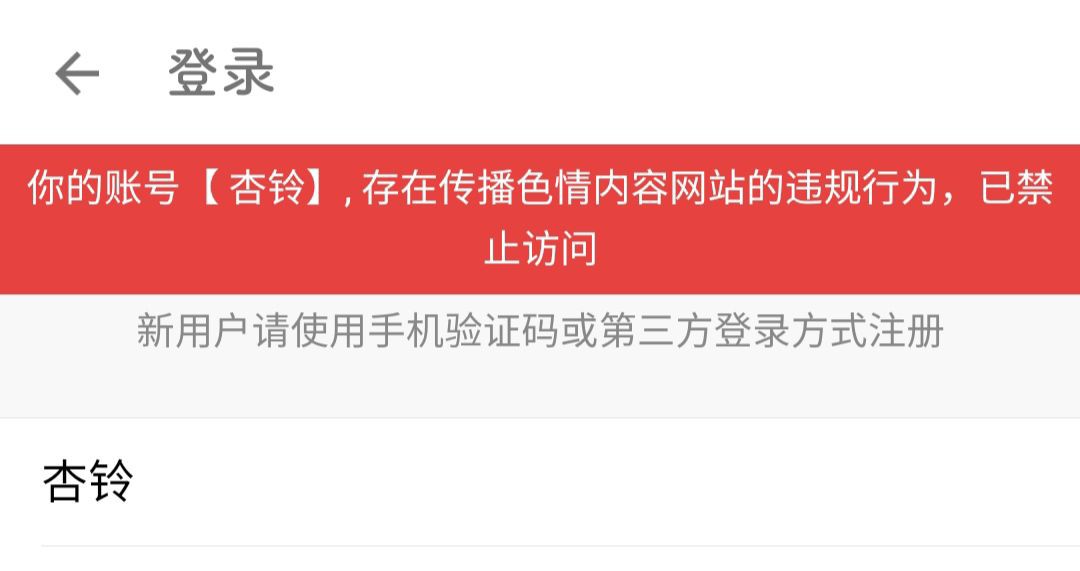 登录
你的账号【 杏铃】, 存在传播色情内容网站的违规行为，已禁
止访问
新用户请使用手机验证码或第三方登录方式注册
杏铃